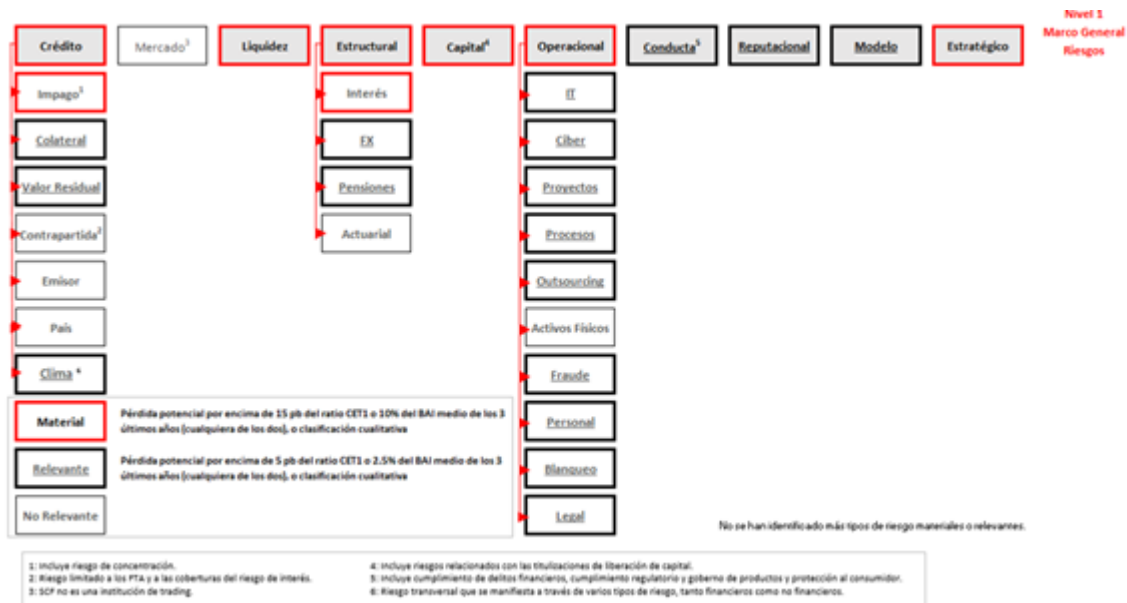 Nivel 1
Marco General
Riesgos
Crédito
Mercado³
Liquidez
Estructural
Capital⁴
Operacional
Conducta⁵
Reputacional
Modelo
Estratégico
Impago¹
Colateral
Valor Residual
Contrapartida²
Emisor
País
Clima ⁶
Interés
FX
Pensiones
Actuarial
IT
Ciber
Proyectos
Procesos
Outsourcing
Activos Físicos
Fraude
Personal
Blanqueo
Legal
Material
Pérdida potencial por encima de 15 pb del ratio CET1 o 10% del BAI medio de los 3
últimos años (cualquiera de los dos), o clasificación cualitativa
Relevante
Pérdida potencial por encima de 5 pb del ratio CET1 o 2.5% del BAI medio de los 3
últimos años (cualquiera de los dos), o clasificación cualitativa
No Relevante
No se han identificado más tipos de riesgo materiales o relevantes.
1: Incluye riesgo de concentración.
2: Riesgo limitado a los FTA y a las coberturas del riesgo de interés.
3: SCF no es una institución de trading.
4: Incluye riesgos relacionados con las titulizaciones de liberación de capital.
5: Incluye cumplimiento de delitos financieros, cumplimiento regulatorio y gobierno de productos y protección al consumidor.
6: Riesgo transversal que se manifiesta a través de varios tipos de riesgo, tanto financieros como no financieros.